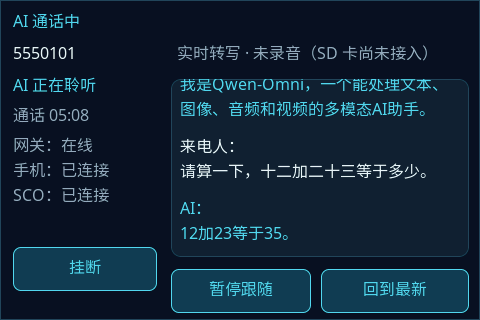 AI 通话中
5550101
实时转写 · 未录音（SD 卡尚未接入）
AI 正在聆听
通话 05:08
网关：在线
手机：已连接
SCO：已连接
挂断
我是Qwen-Omni，一个能处理文本、
图像、音频和视频的多模态AI助手。
来电人：
请算一下，十二加二十三等于多少。
AI：
12加23等于35。
暂停跟随
回到最新